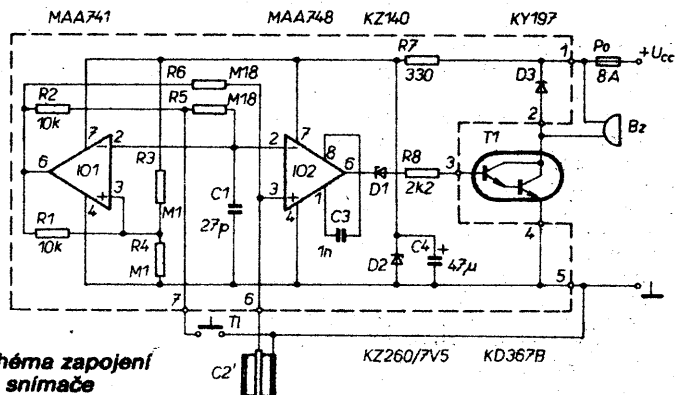 MAA741 MAA748 KZ140 KY197
R6 R7 1 Po +Ucc
M18 330 8A
R2 R5 M18 D3
10k 2 Bz
7 2 2 7 T1
R3 8
6 IO1 IO2 6 R8 3
3 C1 3 1 D1 2k2
4 M1 4
R1 27p C3 4
10k R4 1n D2 C4 +
M1 47µ 5
7 6
Tl
KZ260/7V5 KD367B
C2'
héma zapojení
snímače